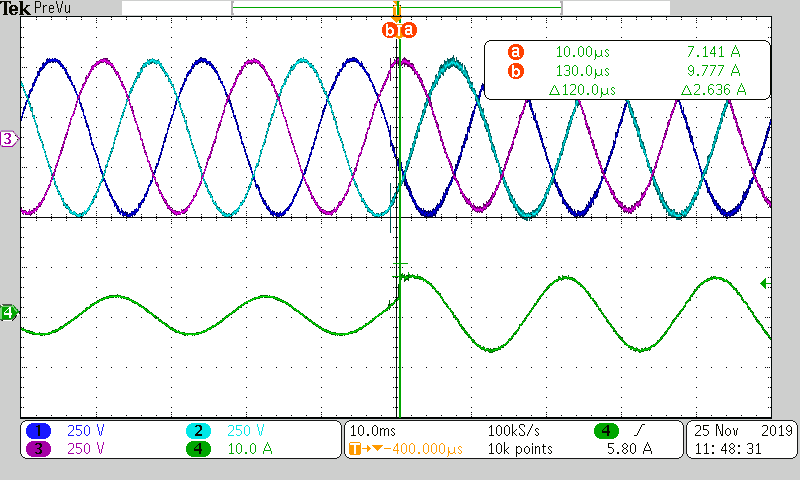 Tek PreVu
b T a
a 10.00µs 7.141 A
b 130.0µs 9.777 A
Δ120.0µs Δ2.636 A
3
4
1 250 V 2 250 V
3 250 V 4 10.0 A
10.0ms 100kS/s 4 5.80 A
T→▼−400.000µs 10k points
25 Nov 2019
11: 48: 31